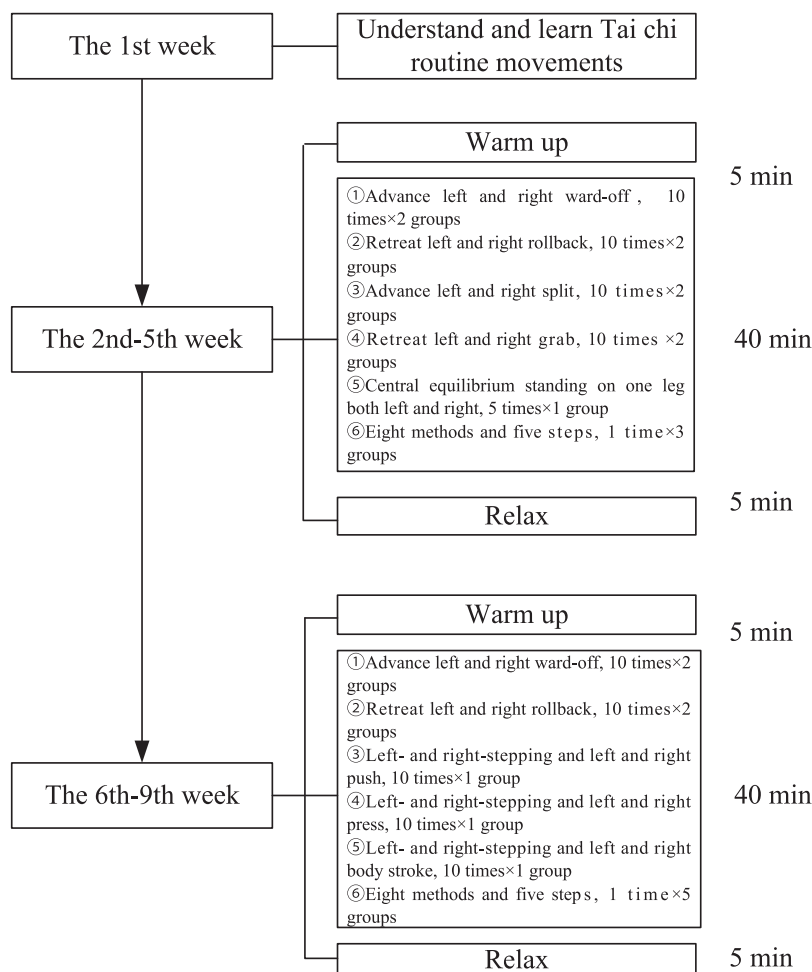 The 1st week
Understand and learn Tai chi
routine movements
Warm up
5 min
①Advance left and right ward-off , 10
times×2 groups
②Retreat left and right rollback, 10 times×2
groups
③Advance left and right split, 10 times×2
groups
④Retreat left and right grab, 10 times ×2
groups
⑤Central equilibrium standing on one leg
both left and right, 5 times×1 group
⑥Eight methods and five steps, 1 time×3
groups
The 2nd-5th week
40 min
Relax
5 min
Warm up
5 min
①Advance left and right ward-off, 10 times×2
groups
②Retreat left and right rollback, 10 times×2
groups
③Left- and right-stepping and left and right
push, 10 times×1 group
④Left- and right-stepping and left and right
press, 10 times×1 group
⑤Left- and right-stepping and left and right
body stroke, 10 times×1 group
⑥Eight methods and five steps, 1 time×5
groups
The 6th-9th week
40 min
Relax
5 min